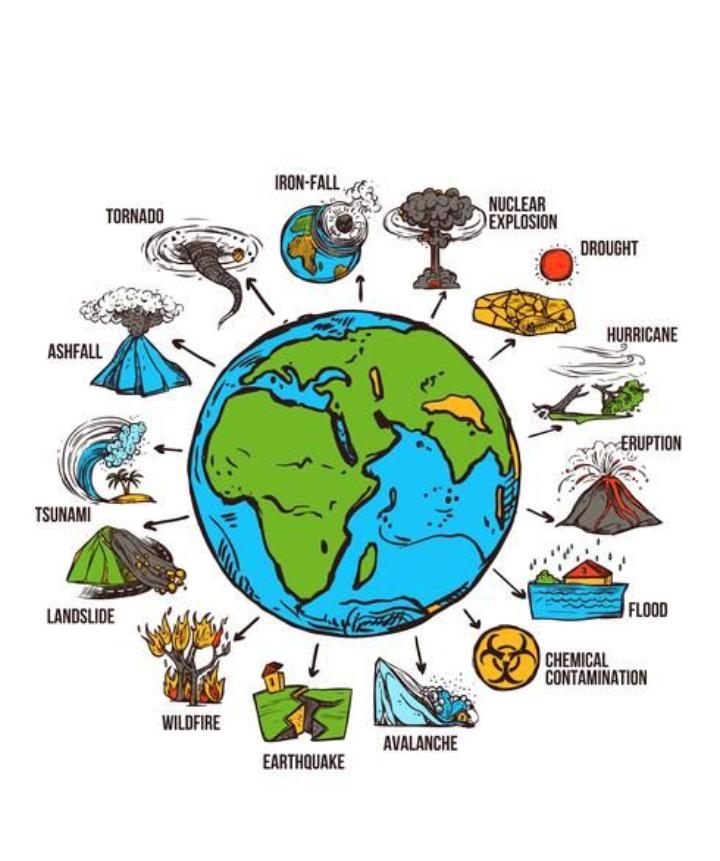 IRON-FALL
NUCLEAR
EXPLOSION
TORNADO
DROUGHT
HURRICANE
ASHFALL
ERUPTION
TSUNAMI
FLOOD
LANDSLIDE
CHEMICAL
CONTAMINATION
WILDFIRE
AVALANCHE
EARTHQUAKE